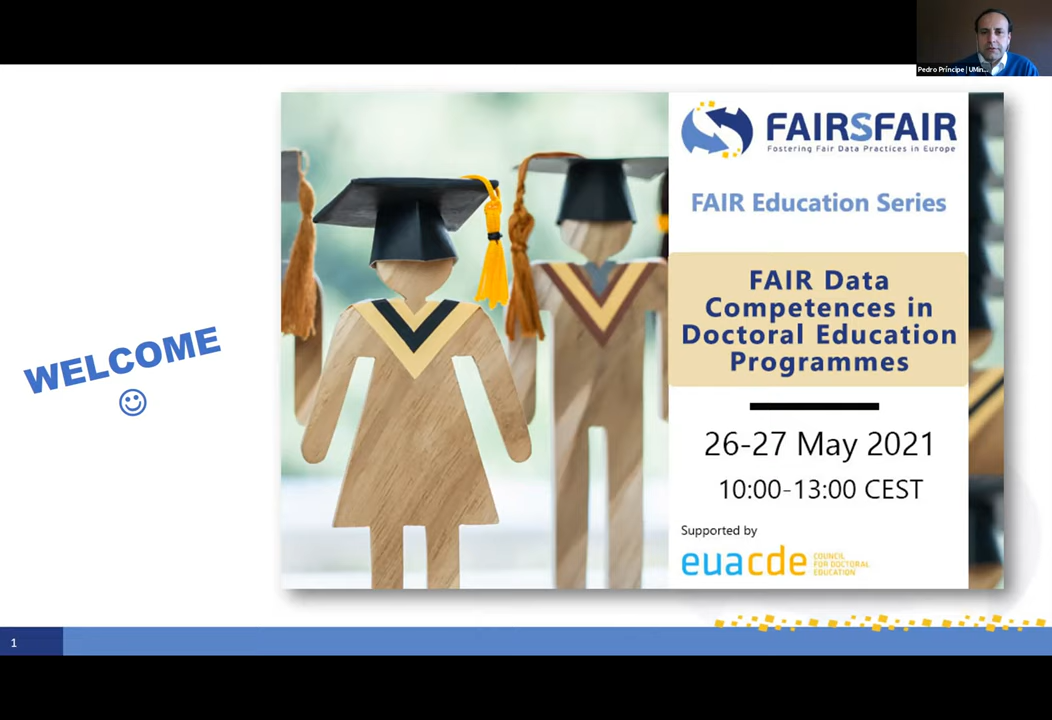 Pedro Príncipe | UMin...
FAIRSFAIR
Fostering Fair Data Practices in Europe
FAIR Education Series
FAIR Data
Competences in
Doctoral Education
Programmes
WELCOME
26-27 May 2021
10:00-13:00 CEST
Supported by
euacde
COUNCIL
FOR DOCTORAL
EDUCATION
1